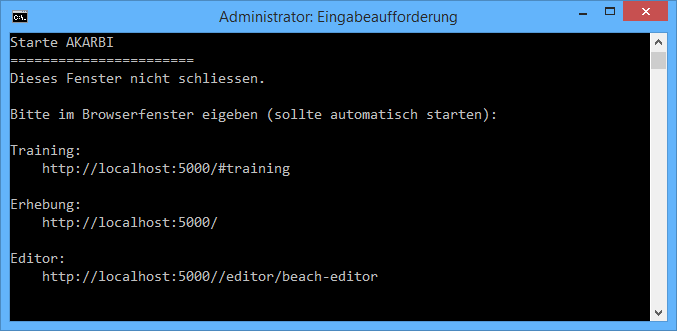 Administrator: Eingabeaufforderung
Starte AKARBI
=======================
Dieses Fenster nicht schliessen.
Bitte im Browserfenster eigeben (sollte automatisch starten):
Training:
http://localhost:5000/#training
Erhebung:
http://localhost:5000/
Editor:
http://localhost:5000//editor/beach-editor